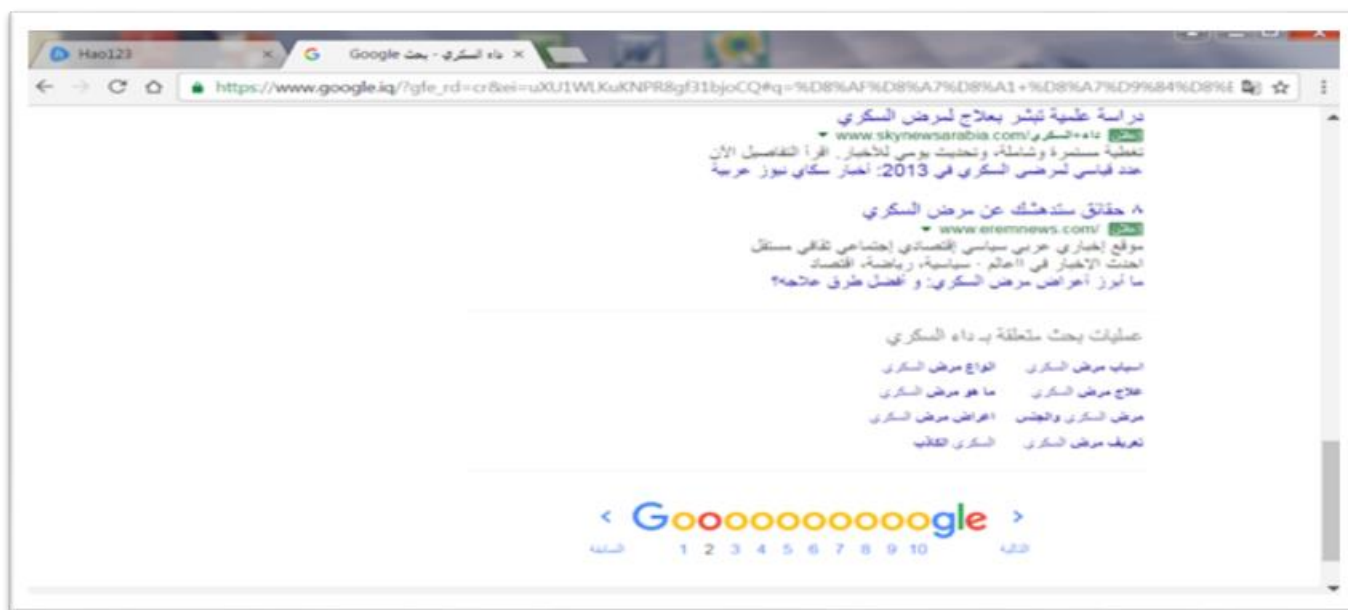 Hao123
داء السكري - بحث Google
https://www.google.iq/?gfe_rd=cr&ei=uXU1WLKuKNPR8gf31bjoCQ#q=%D8%AF%D8%A7%D8%A1+%D8%A7%D9%84%D8%
دراسة علمية تبشر بعلاج لمرض السكري
إعلان www.skynewsarabia.com/داء+السكري
تغطية مستمرة وشاملة، وتحديث يومي للأخبار. اقرأ التفاصيل الآن
عدد قياسي لمرضى السكري في 2013: أخبار سكاي نيوز عربية
٨ حقائق ستدهشك عن مرض السكري
إعلان www.eremnews.com/
موقع إخباري عربي سياسي إقتصادي إجتماعي ثقافي مستقل
احدث الاخبار في العالم - سياسية، رياضة، اقتصاد
ما أبرز أعراض مرض السكري: و أفضل طرق علاجه؟
عمليات بحث متعلقة بـ داء السكري
اسباب مرض السكري انواع مرض السكري
علاج مرض السكري ما هو مرض السكري
مرض السكري والجنس اعراض مرض السكري
تعريف مرض السكري السكري الكاذب
Goooooooooogle
السابقة 1 2 3 4 5 6 7 8 9 10 التالية